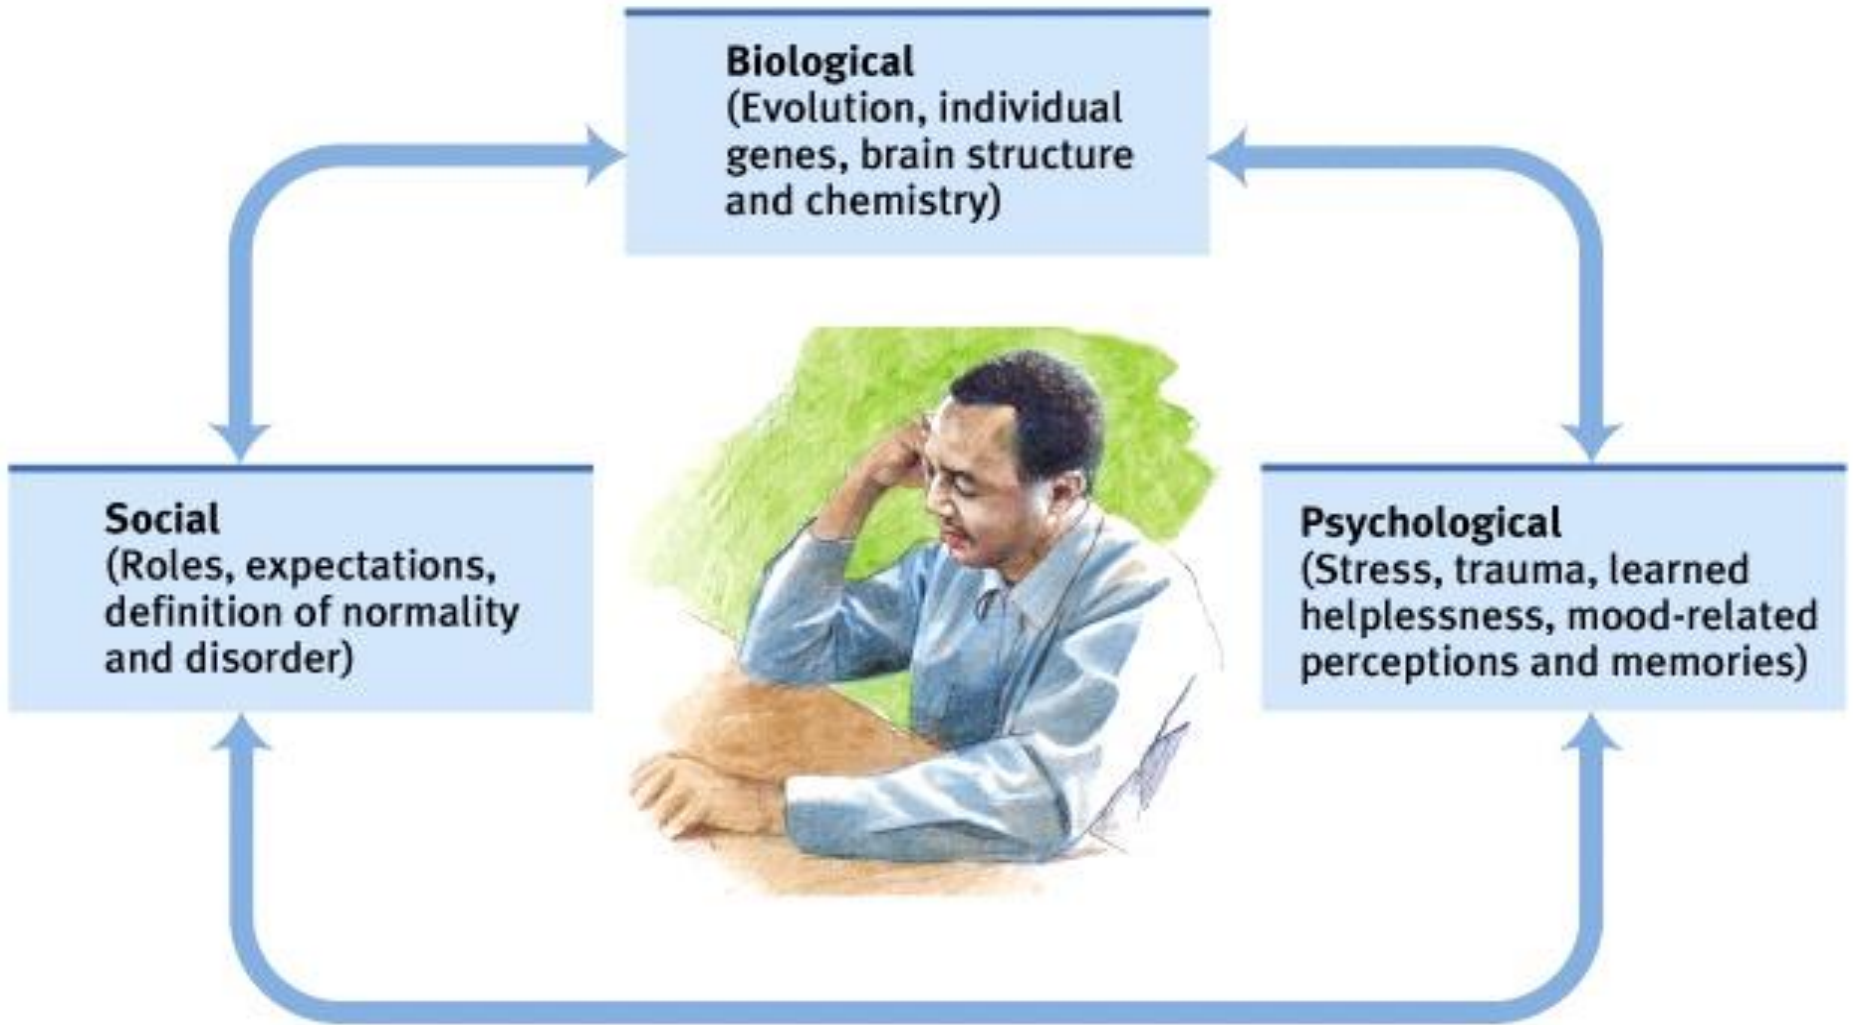 Biological
(Evolution, individual
genes, brain structure
and chemistry)
Social
(Roles, expectations,
definition of normality
and disorder)
Psychological
(Stress, trauma, learned
helplessness, mood-related
perceptions and memories)